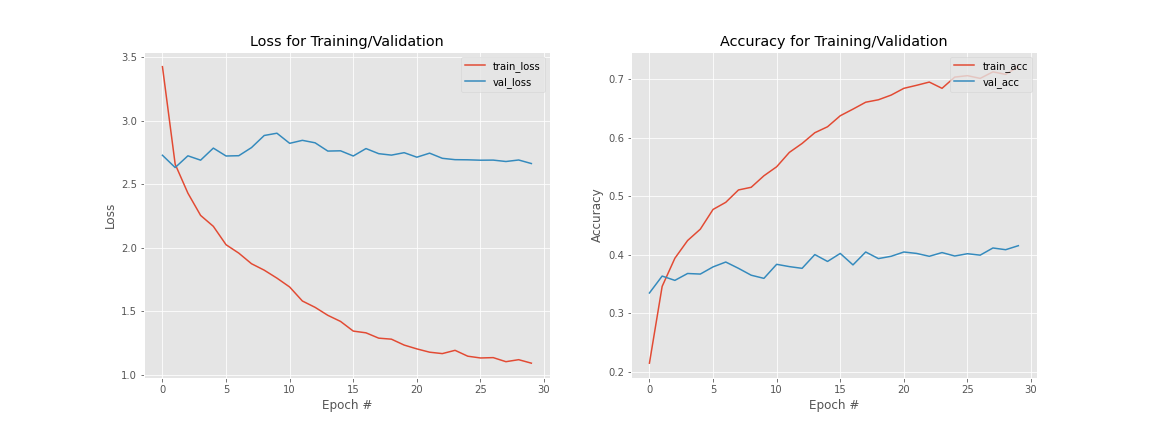 Loss for Training/Validation
3.5
3.0
2.5
2.0
1.5
1.0
Loss
train_loss
val_loss
0
5
10
15
20
25
30
Epoch #
Accuracy for Training/Validation
0.7
0.6
0.5
0.4
0.3
0.2
Accuracy
train_acc
val_acc
0
5
10
15
20
25
30
Epoch #